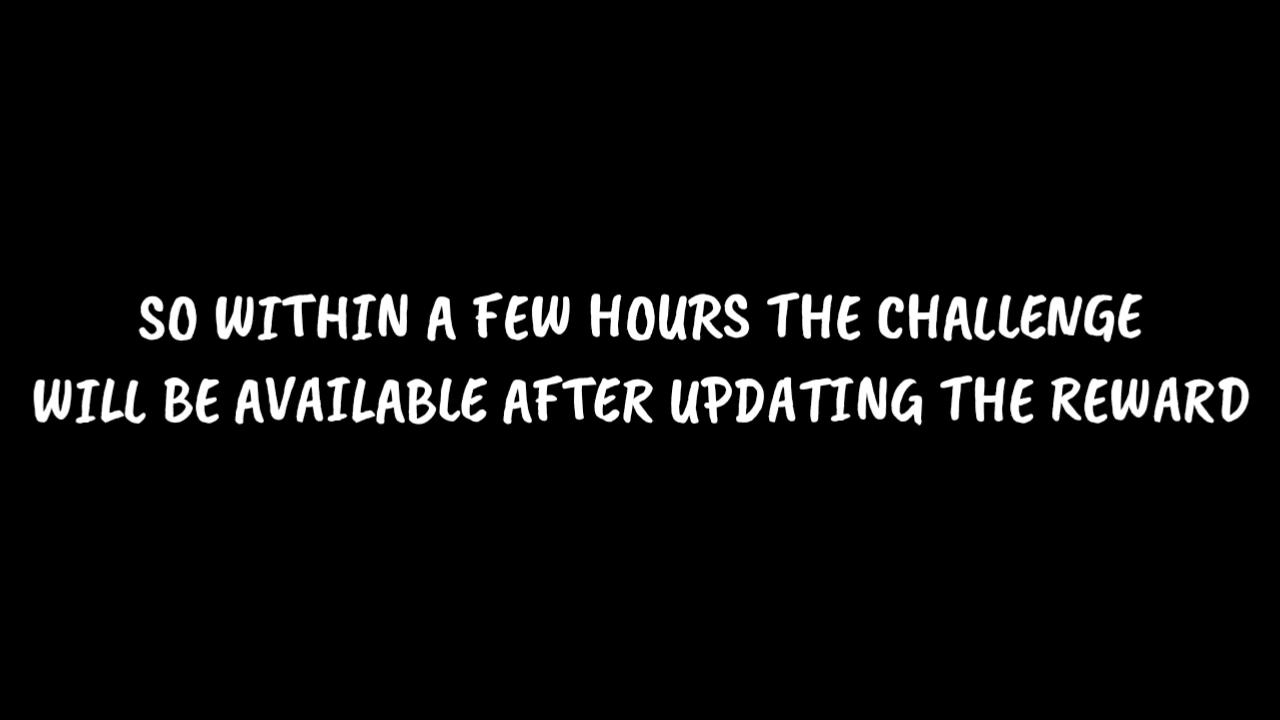 SO WITHIN A FEW HOURS THE CHALLENGE
WILL BE AVAILABLE AFTER UPDATING THE REWARD